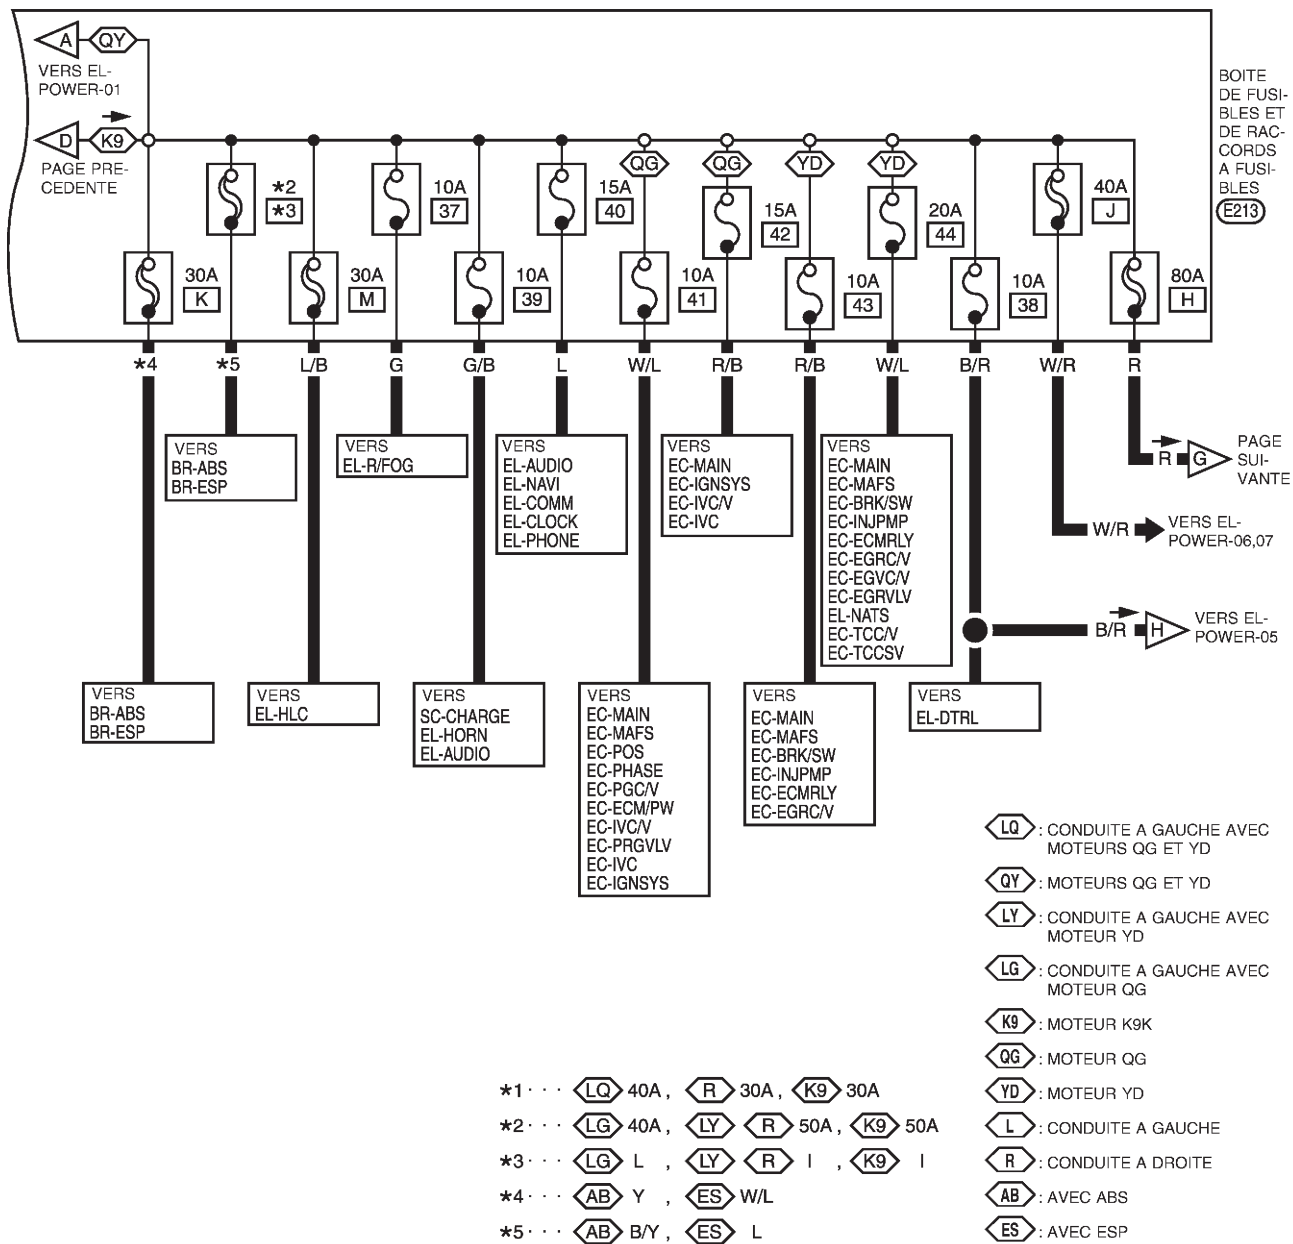 A QY
VERS EL-
POWER-01
D K9
PAGE PRE-
CEDENTE
BOITE
DE FUSI-
BLES ET
DE RAC-
CORDS
A FUSI-
BLES
E213
QG QG YD YD
*2
*3
10A
37
15A
40
15A
42
20A
44
40A
J
30A
K
30A
M
10A
39
10A
41
10A
43
10A
38
80A
H
*4 *5 L/B G G/B L W/L R/B R/B W/L B/R W/R R
VERS
BR-ABS
BR-ESP
VERS
EL-R/FOG
VERS
EL-AUDIO
EL-NAVI
EL-COMM
EL-CLOCK
EL-PHONE
VERS
EC-MAIN
EC-IGNSYS
EC-IVC/V
EC-IVC
VERS
EC-MAIN
EC-MAFS
EC-BRK/SW
EC-INJPMP
EC-ECMRLY
EC-EGRC/V
EC-EGVC/V
EC-EGRVLV
EL-NATS
EC-TCC/V
EC-TCCSV
R G
PAGE
SUI-
VANTE
W/R
VERS EL-
POWER-06,07
B/R H
VERS EL-
POWER-05
VERS
BR-ABS
BR-ESP
VERS
EL-HLC
VERS
SC-CHARGE
EL-HORN
EL-AUDIO
VERS
EC-MAIN
EC-MAFS
EC-POS
EC-PHASE
EC-PGC/V
EC-ECM/PW
EC-IVC/V
EC-PRGVLV
EC-IVC
EC-IGNSYS
VERS
EC-MAIN
EC-MAFS
EC-BRK/SW
EC-INJPMP
EC-ECMRLY
EC-EGRC/V
VERS
EL-DTRL
LQ : CONDUITE A GAUCHE AVEC
MOTEURS QG ET YD
QY : MOTEURS QG ET YD
LY : CONDUITE A GAUCHE AVEC
MOTEUR YD
LG : CONDUITE A GAUCHE AVEC
MOTEUR QG
K9 : MOTEUR K9K
QG : MOTEUR QG
YD : MOTEUR YD
L : CONDUITE A GAUCHE
R : CONDUITE A DROITE
AB : AVEC ABS
ES : AVEC ESP
*1 · · · LQ 40A , R 30A , K9 30A
*2 · · · LG 40A , LY R 50A , K9 50A
*3 · · · LG L , LY R I , K9 I
*4 · · · AB Y , ES W/L
*5 · · · AB B/Y , ES L